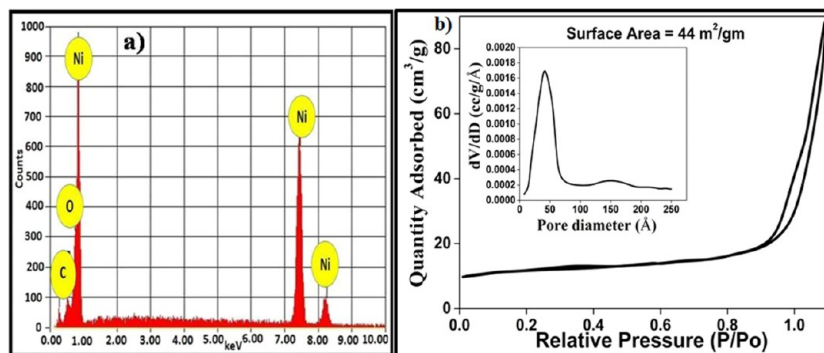 a)
Ni
Ni
O
C
Ni
Counts
1000
900
800
700
600
500
400
300
200
100
0
0.00 1.00 2.00 3.00 4.00 5.00 6.00 7.00 8.00 9.00 10.00
keV
b)
Surface Area = 44 m²/gm
Quantity Adsorbed (cm³/g)
80
60
40
20
0
0.0 0.2 0.4 0.6 0.8 1.0
Relative Pressure (P/Po)
dV/dD (cc/g/Å)
0.0020
0.0018
0.0016
0.0014
0.0012
0.0010
0.0008
0.0006
0.0004
0.0002
0.0000
0 50 100 150 200 250
Pore diameter (Å)